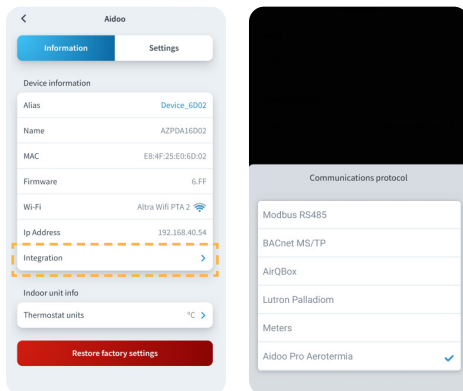 Aidoo
Information Settings
Device information
Alias Device_6D02
Name AZPDA16D02
MAC E8:4F:25:E0:6D:02
Firmware 6.FF
Wi-Fi Altra Wifi PTA 2
Ip Address 192.168.40.54
Integration
Indoor unit info
Thermostat units °C
Restore factory settings
Communications protocol
Modbus RS485
BACnet MS/TP
AirQBox
Lutron Palladiom
Meters
Aidoo Pro Aerotermia